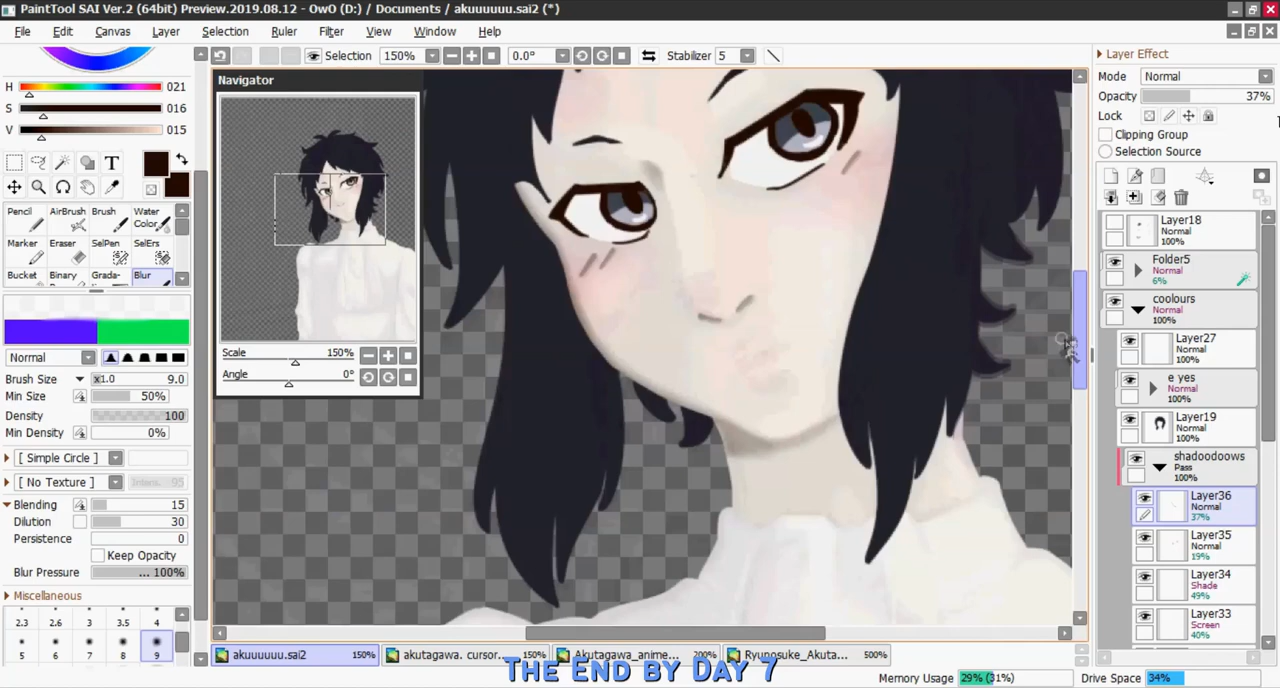 PaintTool SAI Ver.2 (64bit) Preview.2019.08.12 - OwO (D:) / Documents / akuuuuuu.sai2 (*)
File Edit Canvas Layer Selection Ruler Filter View Window Help
Selection 150% 0.0° Stabilizer 5
H 021
S 016
V 015
T
Pencil AirBrush Brush Water Color
Marker Eraser SelPen SelErs
Bucket Binary Grada- Blur
Normal
Brush Size x1.0 9.0
Min Size 50%
Density 100
Min Density 0%
[ Simple Circle ]
[ No Texture ] Intens. 95
Blending 15
Dilution 30
Persistence 0
Keep Opacity
Blur Pressure ... 100%
Miscellaneous
2.3 2.6 3 3.5 4
5 6 7 8 9
Navigator
Scale 150%
Angle 0°
Layer Effect
Mode Normal
Opacity 37%
Lock
Clipping Group
Selection Source
Layer18
Normal
100%
Folder5
Normal
6%
coolours
Normal
100%
Layer27
Normal
100%
e yes
Normal
100%
Layer19
Normal
100%
shadoodoows
Pass
100%
Layer36
Normal
37%
Layer35
Normal
19%
Layer34
Shade
49%
Layer33
Screen
40%
akuuuuuu.sai2 150%
akutagawa. cursor... 150%
Akutagawa_anime... 200%
Ryunosuke_Akuta... 500%
The End by Day 7
Memory Usage 29% (31%) Drive Space 34%